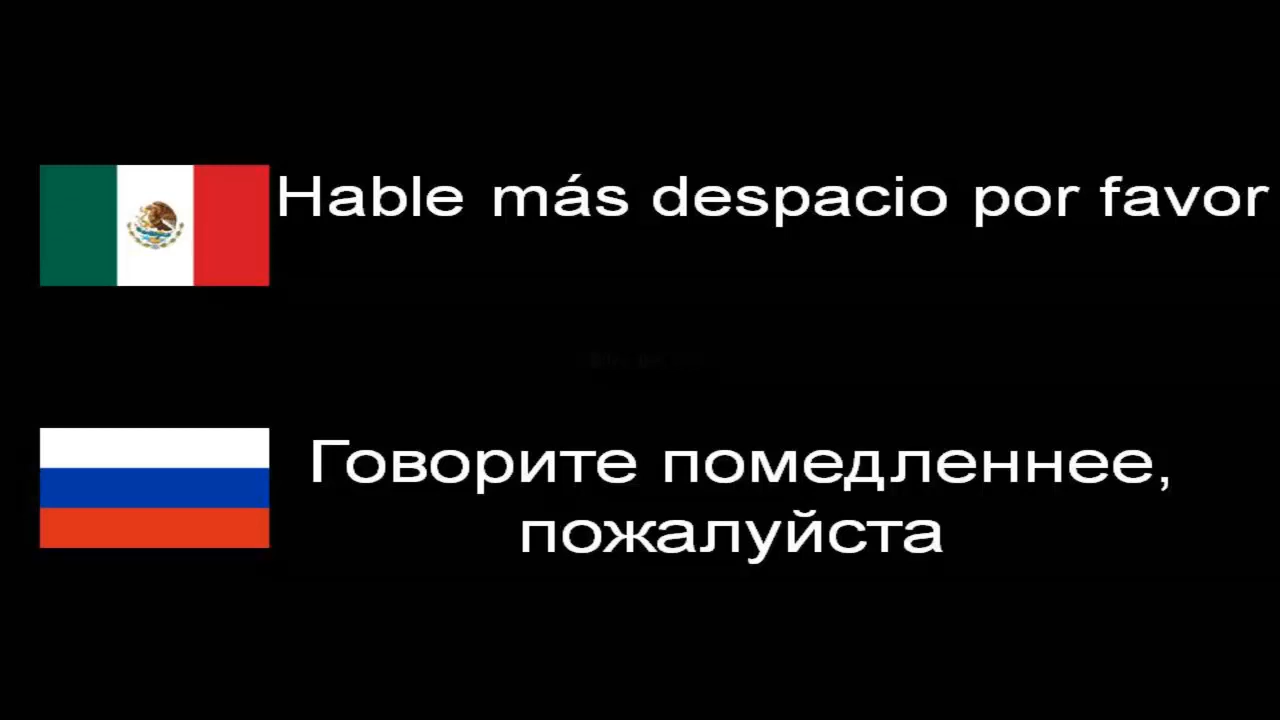 Hable más despacio por favor
Говорите помедленнее,
пожалуйста